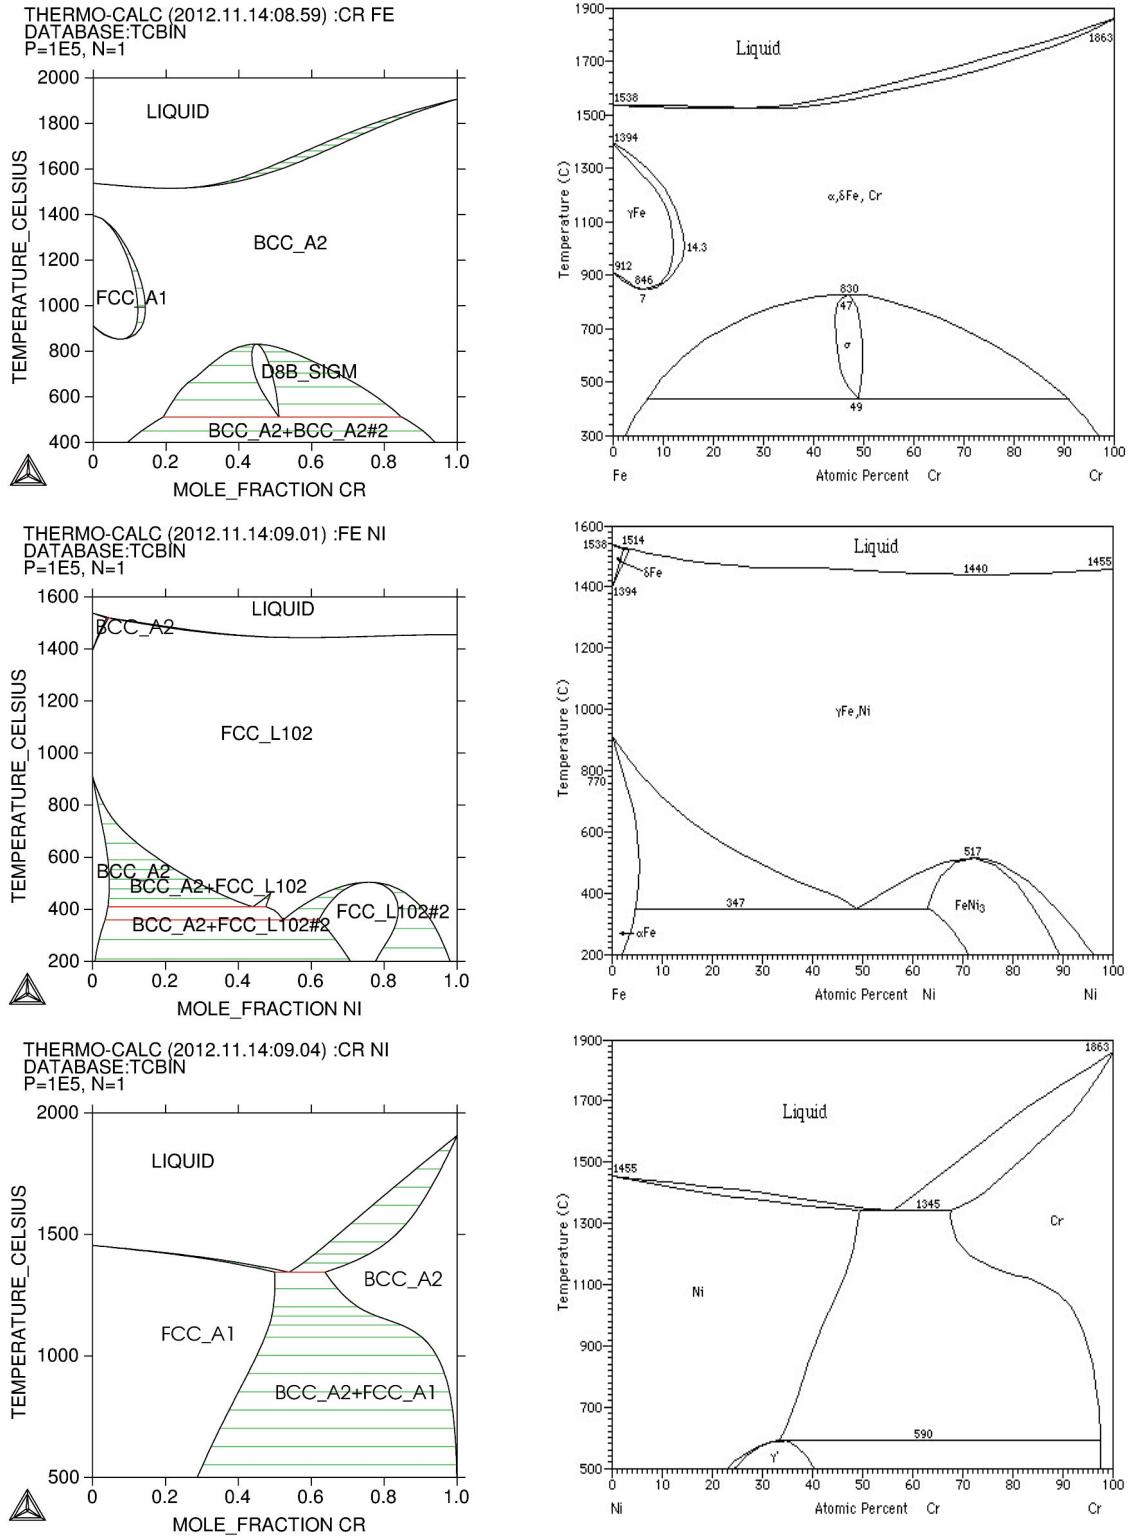 THERMO-CALC (2012.11.14:08.59) :CR FE
DATABASE:TCBIN
P=1E5, N=1
2000
1800
1600
1400
1200
1000
800
600
400
TEMPERATURE_CELSIUS
LIQUID
BCC_A2
FCC_A1
D8B_SIGM
BCC_A2+BCC_A2#2
0 0.2 0.4 0.6 0.8 1.0
MOLE_FRACTION CR
1900
1700
1500
1300
1100
900
700
500
300
Temperature (C)
Liquid
1863
1538
1394
α,δFe, Cr
γFe
14.3
912
846
7
830
47
σ
49
0 10 20 30 40 50 60 70 80 90 100
Fe Atomic Percent Cr Cr
THERMO-CALC (2012.11.14:09.01) :FE NI
DATABASE:TCBIN
P=1E5, N=1
1600
1400
1200
1000
800
600
400
200
TEMPERATURE_CELSIUS
LIQUID
BCC_A2
FCC_L102
BCC_A2
BCC_A2+FCC_L102
FCC_L102#2
BCC_A2+FCC_L102#2
0 0.2 0.4 0.6 0.8 1.0
MOLE_FRACTION NI
1600
1400
1200
1000
800
600
400
200
Temperature (C)
1538
1514
Liquid
δFe
1440
1455
1394
γFe,Ni
770
517
347
FeNi3
αFe
0 10 20 30 40 50 60 70 80 90 100
Fe Atomic Percent Ni Ni
THERMO-CALC (2012.11.14:09.04) :CR NI
DATABASE:TCBIN
P=1E5, N=1
2000
1500
1000
500
TEMPERATURE_CELSIUS
LIQUID
BCC_A2
FCC_A1
BCC_A2+FCC_A1
0 0.2 0.4 0.6 0.8 1.0
MOLE_FRACTION CR
1900
1700
1500
1300
1100
900
700
500
Temperature (C)
1863
Liquid
1455
1345
Cr
Ni
590
γ'
0 10 20 30 40 50 60 70 80 90 100
Ni Atomic Percent Cr Cr